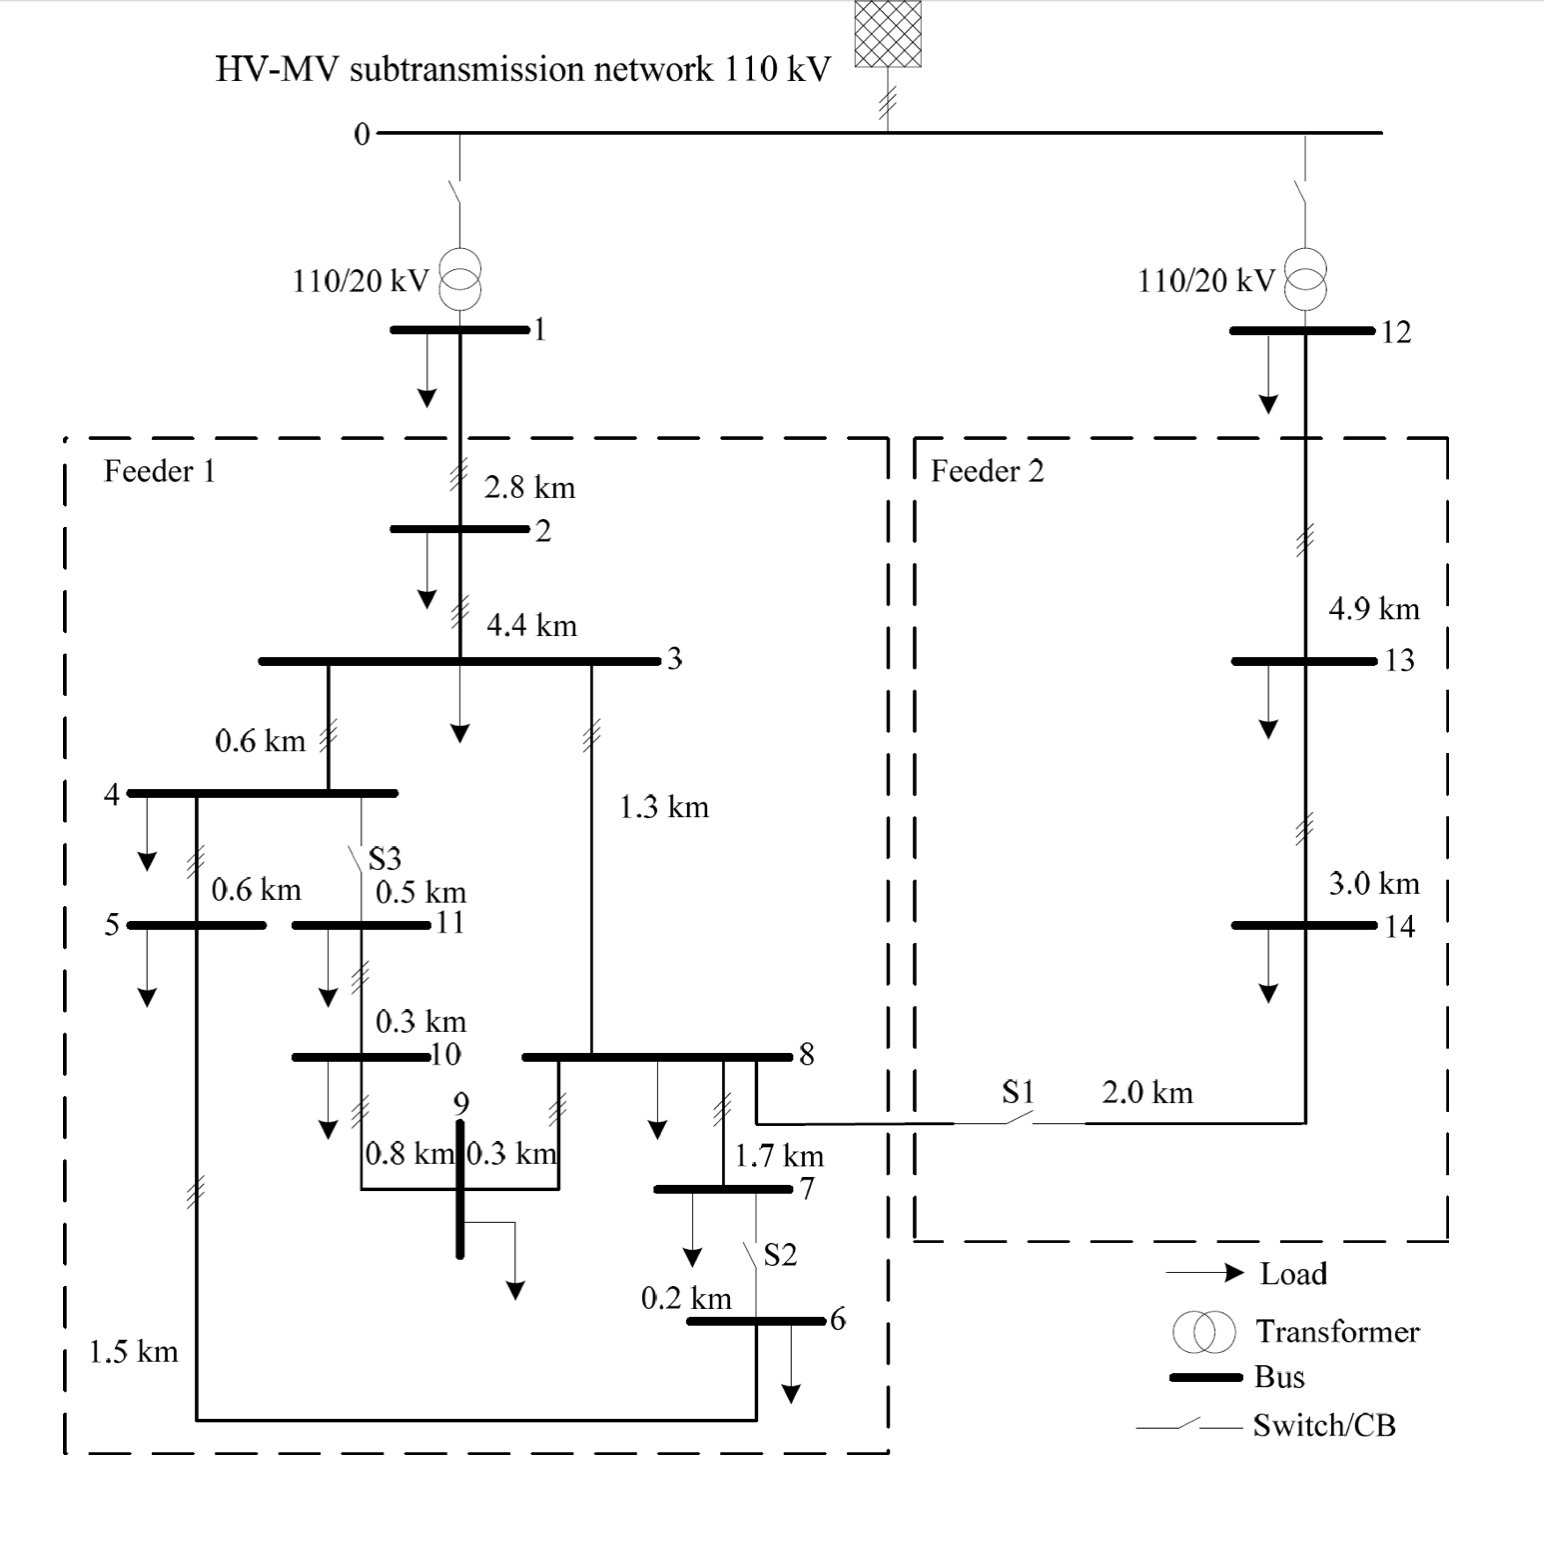 HV-MV subtransmission network 110 kV
0
110/20 kV
110/20 kV
1
12
Feeder 1
Feeder 2
2.8 km
2
4.9 km
4.4 km
3
13
0.6 km
4
1.3 km
S3
0.6 km
0.5 km
3.0 km
5
11
14
0.3 km
10
8
9
S1
2.0 km
0.8 km
0.3 km
1.7 km
7
S2
0.2 km
6
1.5 km
Load
Transformer
Bus
Switch/CB